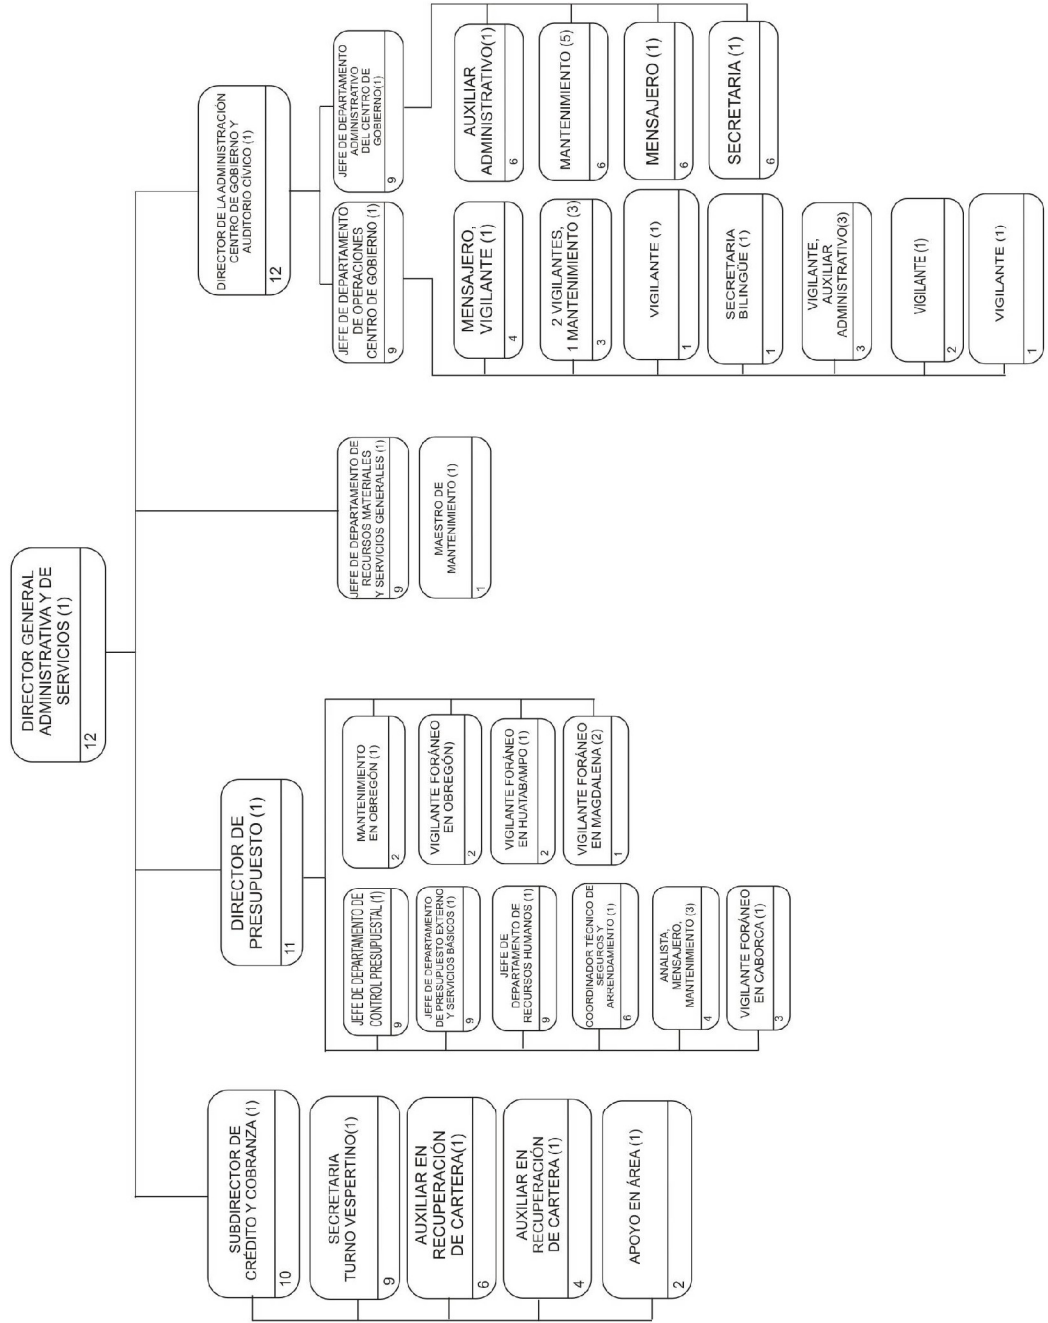 DIRECTOR GENERAL
ADMINISTRATIVA Y DE
SERVICIOS (1)
12
SUBDIRECTOR DE
CRÉDITO Y COBRANZA (1)
10
SECRETARIA
TURNO VESPERTINO(1)
9
AUXILIAR EN
RECUPERACIÓN
DE CARTERA(1)
6
AUXILIAR EN
RECUPERACIÓN
DE CARTERA (1)
4
APOYO EN ÁREA (1)
2
DIRECTOR DE
PRESUPUESTO (1)
11
JEFE DE DEPARTAMENTO DE
CONTROL PRESUPUESTAL (1)
9
JEFE DE DEPARTAMENTO
DE PRESUPUESTO EXTERNO
Y SERVICIOS BÁSICOS (1)
9
JEFE DE
DEPARTAMENTO DE
RECURSOS HUMANOS (1)
9
COORDINADOR TÉCNICO DE
SEGUROS Y
ARRENDAMIENTO (1)
6
ANALISTA,
MENSAJERO,
MANTENIMIENTO (3)
4
VIGILANTE FORÁNEO
EN CABORCA (1)
3
MANTENIMIENTO
EN OBREGÓN (1)
2
VIGILANTE FORÁNEO
EN OBREGÓN)
2
VIGILANTE FORÁNEO
EN HUATABAMPO (1)
2
VIGILANTE FORÁNEO
EN MAGDALENA (2)
1
JEFE DE DEPARTAMENTO DE
RECURSOS MATERIALES
Y SERVICIOS GENERALES (1)
9
MAESTRO DE
MANTENIMIENTO (1)
1
DIRECTOR DE LA ADMINISTRACIÓN
CENTRO DE GOBIERNO Y
AUDITORIO CÍVICO (1)
12
JEFE DE DEPARTAMENTO
DE OPERACIONES
CENTRO DE GOBIERNO (1)
9
MENSAJERO,
VIGILANTE (1)
4
2 VIGILANTES,
1 MANTENIMIENTO (3)
3
VIGILANTE (1)
1
SECRETARIA
BILINGÜE (1)
1
VIGILANTE,
AUXILIAR
ADMINISTRATIVO(3)
3
VIGILANTE (1)
2
VIGILANTE (1)
1
JEFE DE DEPARTAMENTO
ADMINISTRATIVO
DEL CENTRO DE
GOBIERNO(1)
9
AUXILIAR
ADMINISTRATIVO(1)
6
MANTENIMIENTO (5)
6
MENSAJERO (1)
6
SECRETARIA (1)
6